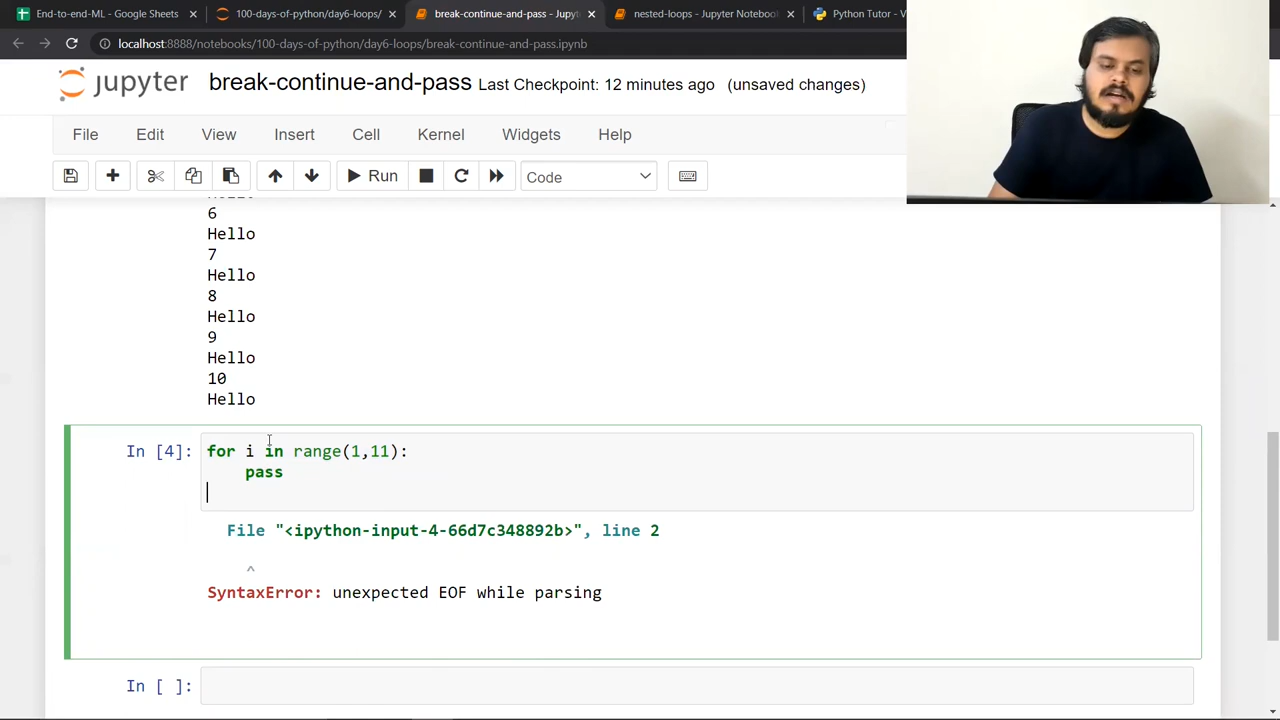 End-to-end-ML - Google Sheets
100-days-of-python/day6-loops/
break-continue-and-pass - Jupyt
nested-loops - Jupyter Notebook
Python Tutor - V
localhost:8888/notebooks/100-days-of-python/day6-loops/break-continue-and-pass.ipynb
jupyter break-continue-and-pass Last Checkpoint: 12 minutes ago (unsaved changes)
File Edit View Insert Cell Kernel Widgets Help
Run Code
6
Hello
7
Hello
8
Hello
9
Hello
10
Hello
In [4]: for i in range(1,11):
pass
File "<ipython-input-4-66d7c348892b>", line 2
^
SyntaxError: unexpected EOF while parsing
In [ ]: